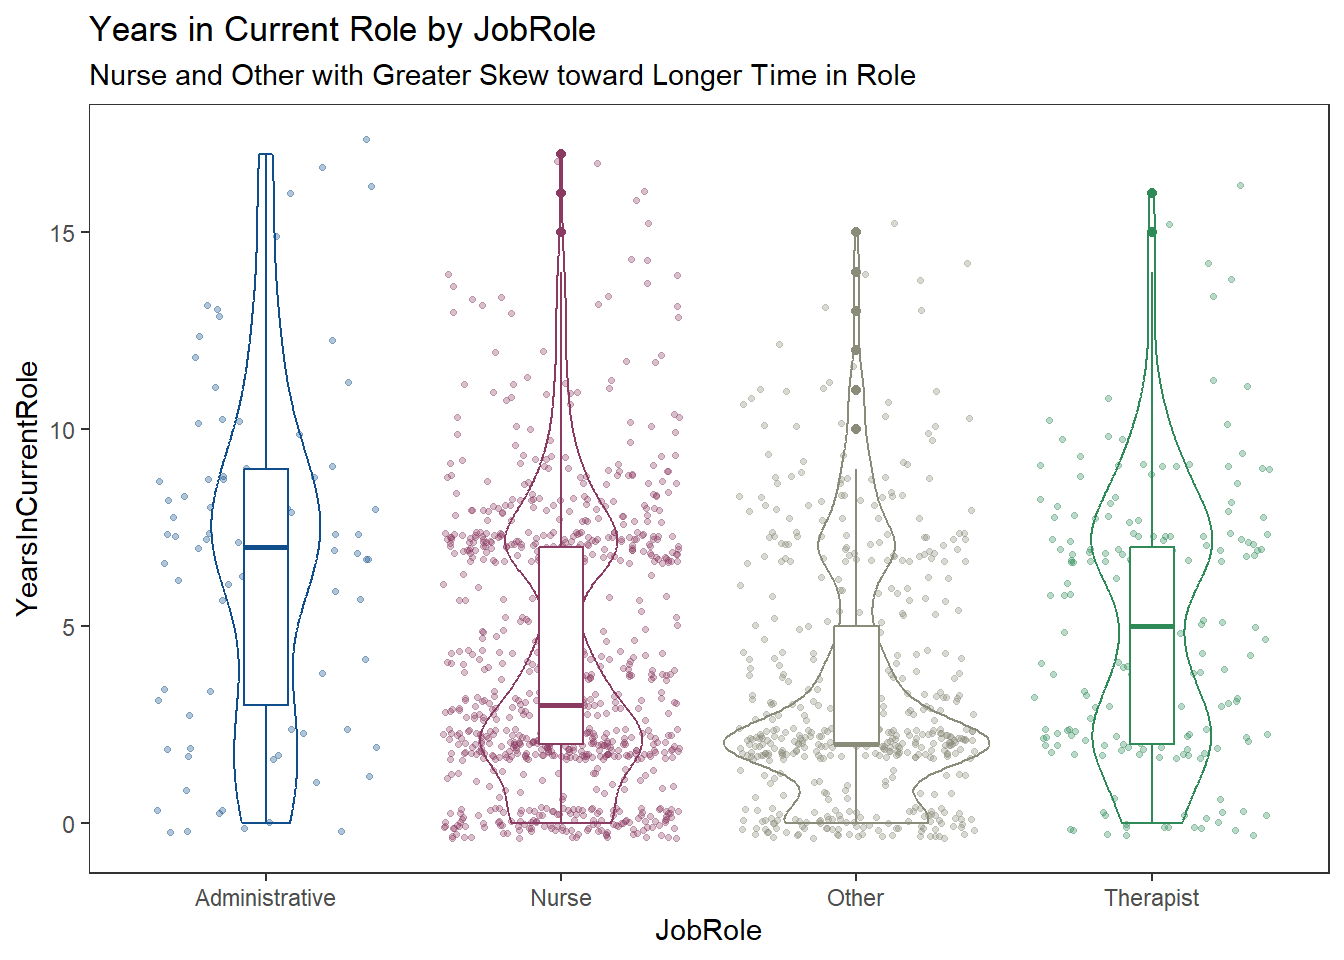 Years in Current Role by JobRole
Nurse and Other with Greater Skew toward Longer Time in Role
YearsInCurrentRole
15
10
5
0
Administrative
Nurse
Other
Therapist
JobRole